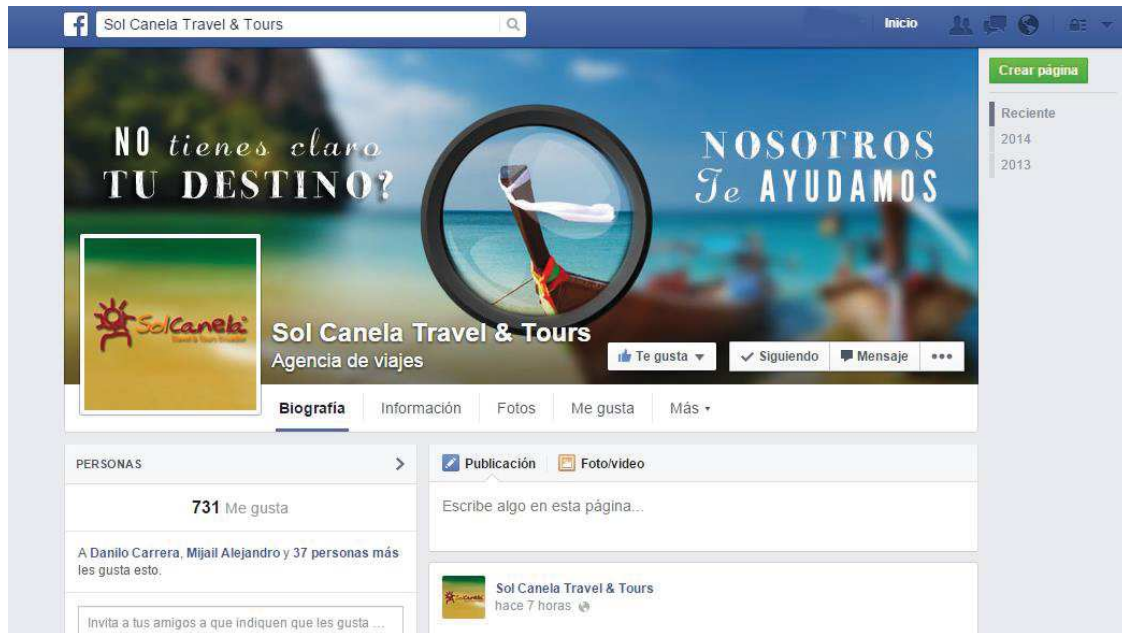 Sol Canela Travel & Tours
Inicio
Crear página
Reciente
2014
2013
NO tienes claro
TU DESTINO?
NOSOTROS
Te AYUDAMOS
SolCanela
Travel & Tours Ecuador
Sol Canela Travel & Tours
Agencia de viajes
Te gusta
Siguiendo
Mensaje
Biografía
Información
Fotos
Me gusta
Más
PERSONAS
731 Me gusta
A Danilo Carrera, Mijail Alejandro y 37 personas más
les gusta esto.
Invita a tus amigos a que indiquen que les gusta ...
Publicación
Foto/video
Escribe algo en esta página...
Sol Canela Travel & Tours
hace 7 horas